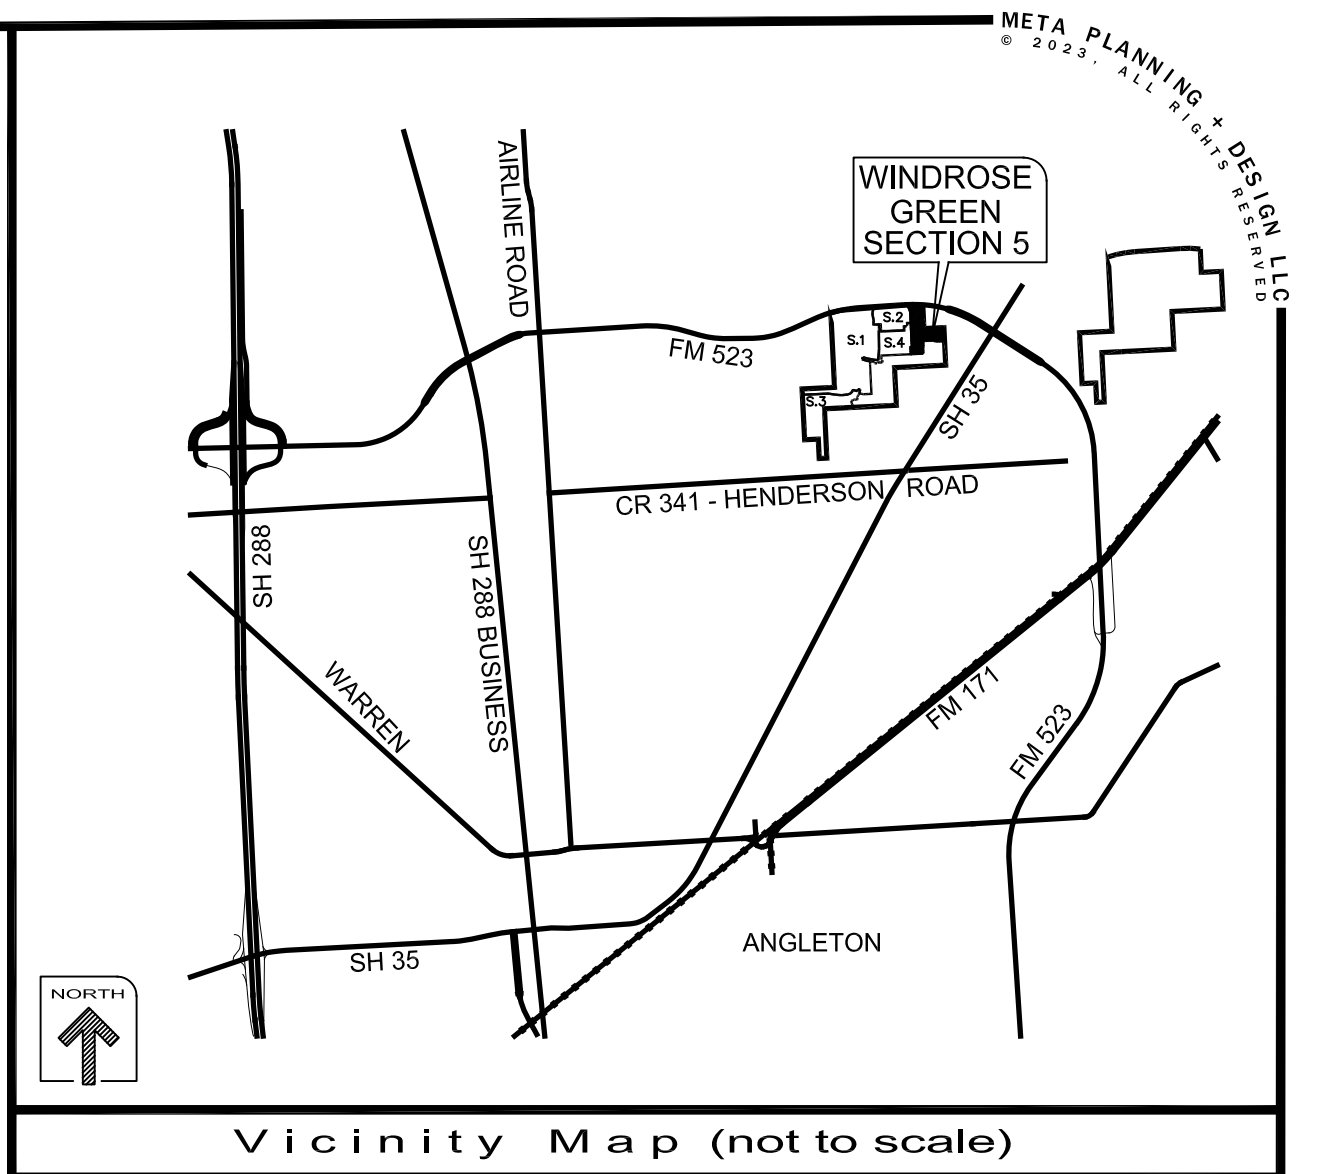 META PLANNING + DESIGN LLC
© 2023, ALL RIGHTS RESERVED
AIRLINE ROAD
WINDROSE
GREEN
SECTION 5
S.2
S.1
S.4
S.3
FM 523
SH 35
CR 341 - HENDERSON ROAD
SH 288
SH 288 BUSINESS
WARREN
FM 171
FM 523
ANGLETON
SH 35
NORTH
Vicinity Map (not to scale)